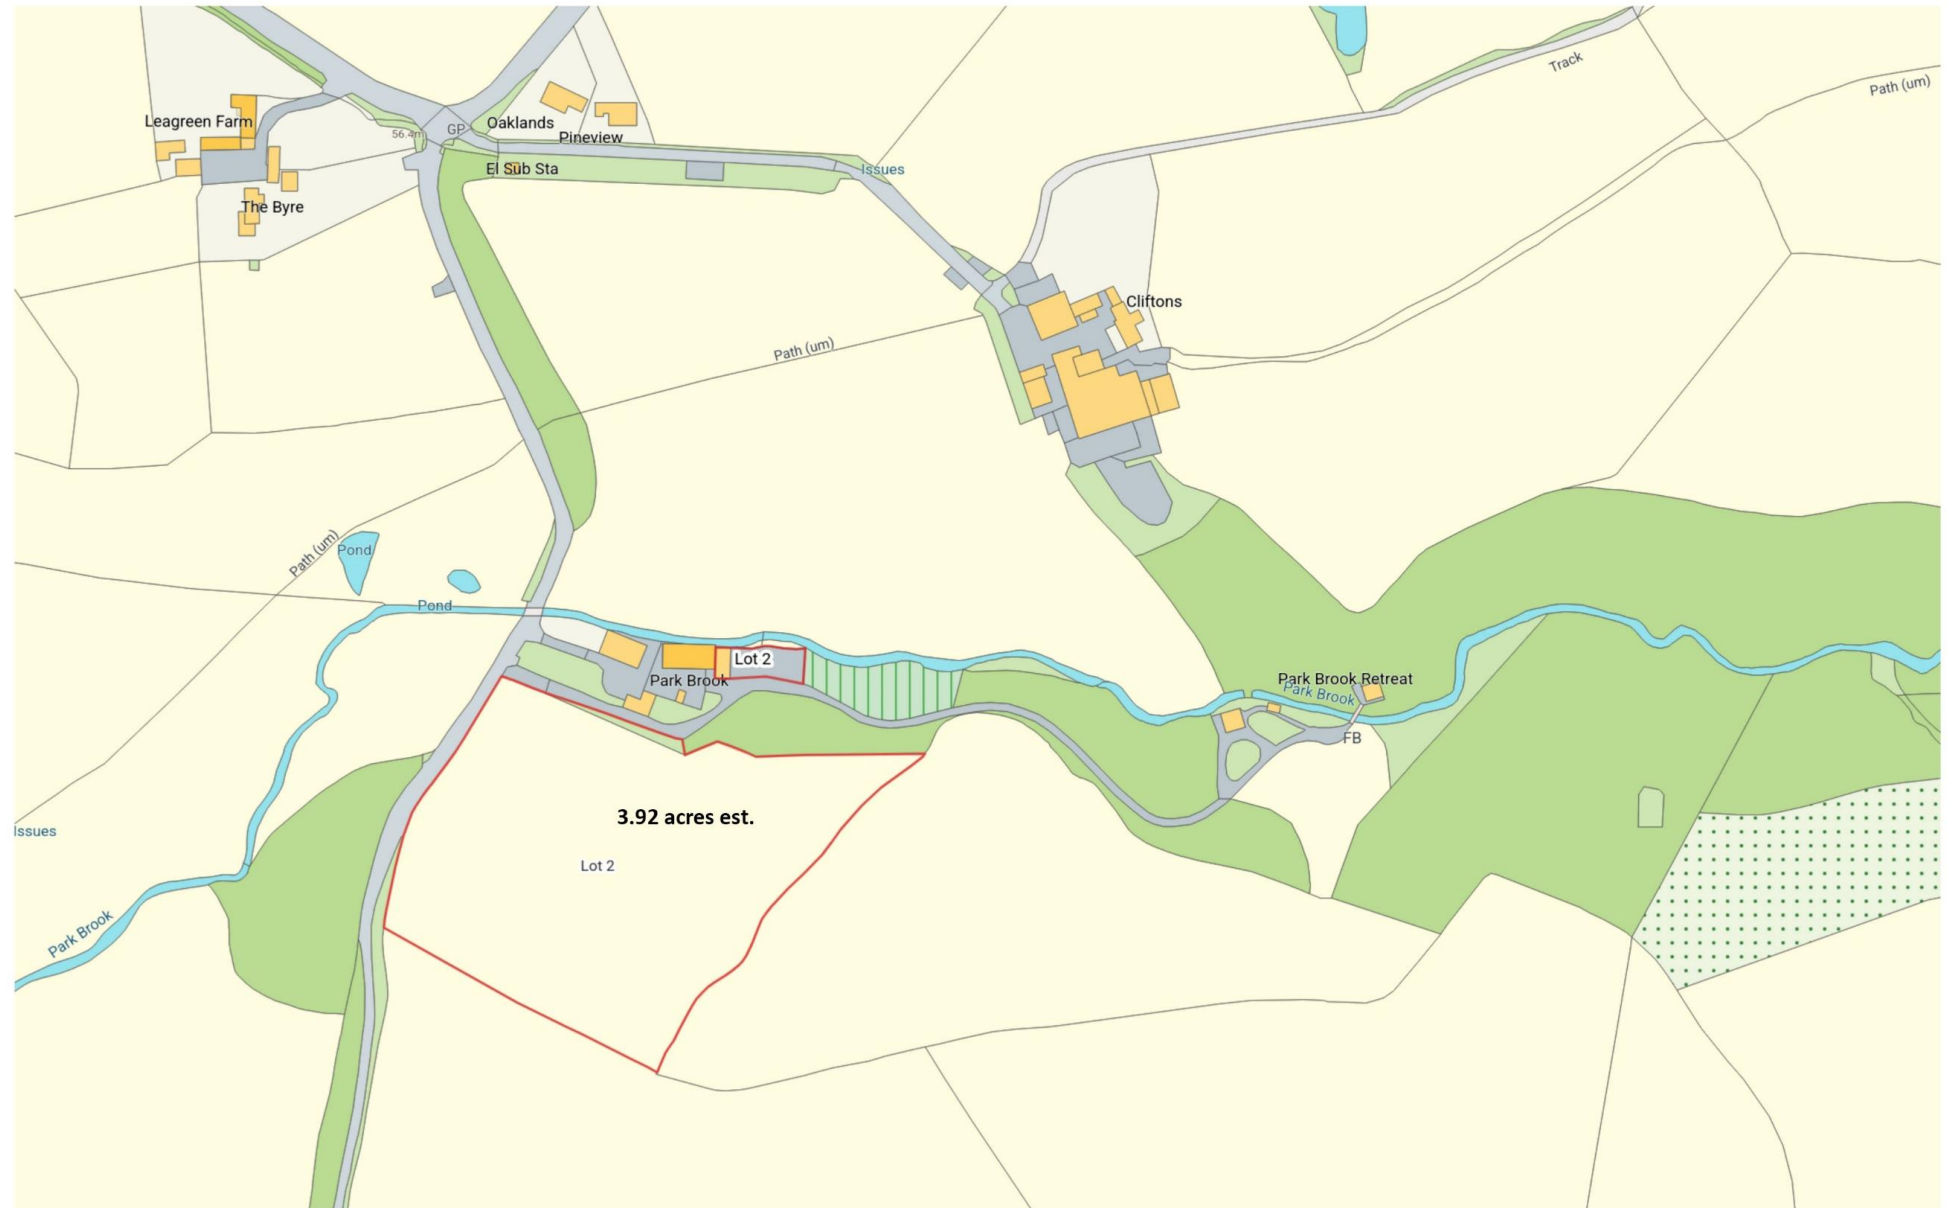 Track
Path (um)
Leagreen Farm
56.4m
GP
Oaklands
Pineview
El Sub Sta
Issues
The Byre
Cliftons
Path (um)
Path (um)
Pond
Pond
Lot 2
Park Brook
Park Brook Retreat
Park Brook
FB
3.92 acres est.
Issues
Lot 2
Park Brook